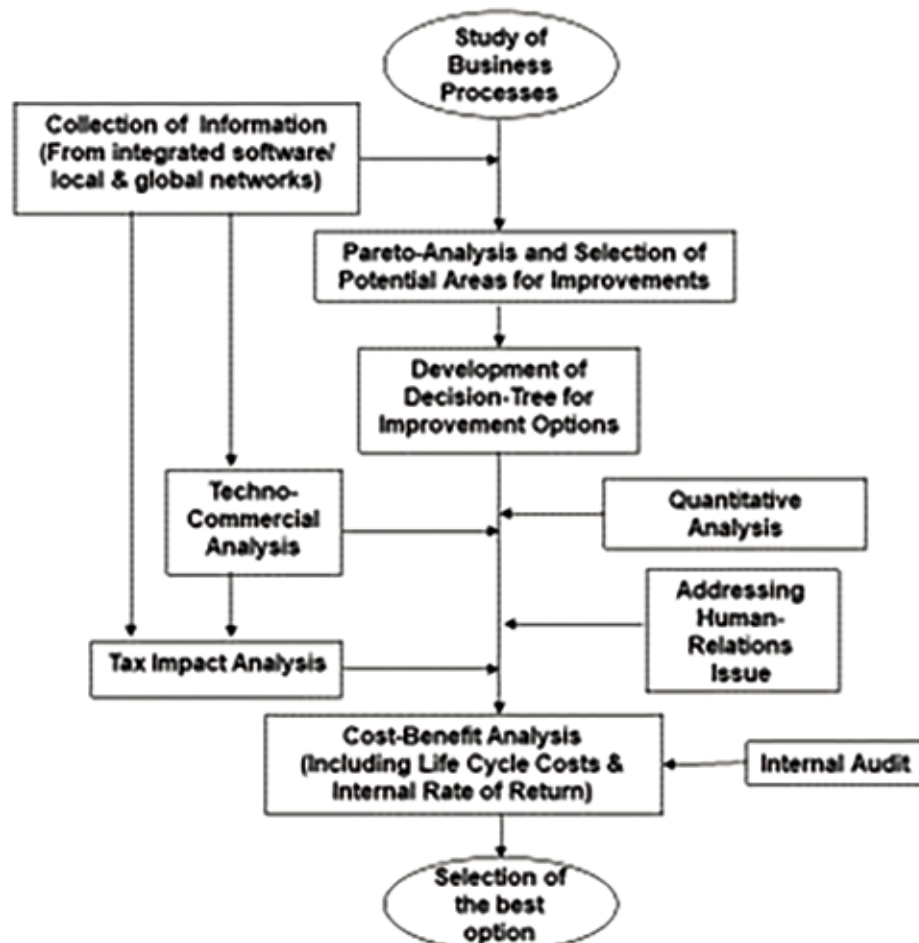 Study of
Business
Processes
Collection of Information
(From integrated software/
local & global networks)
Pareto-Analysis and Selection of
Potential Areas for Improvements
Development of
Decision-Tree for
Improvement Options
Techno-
Commercial
Analysis
Quantitative
Analysis
Addressing
Human-
Relations
Issue
Tax Impact Analysis
Cost-Benefit Analysis
(Including Life Cycle Costs &
Internal Rate of Return)
Internal Audit
Selection of
the best
option